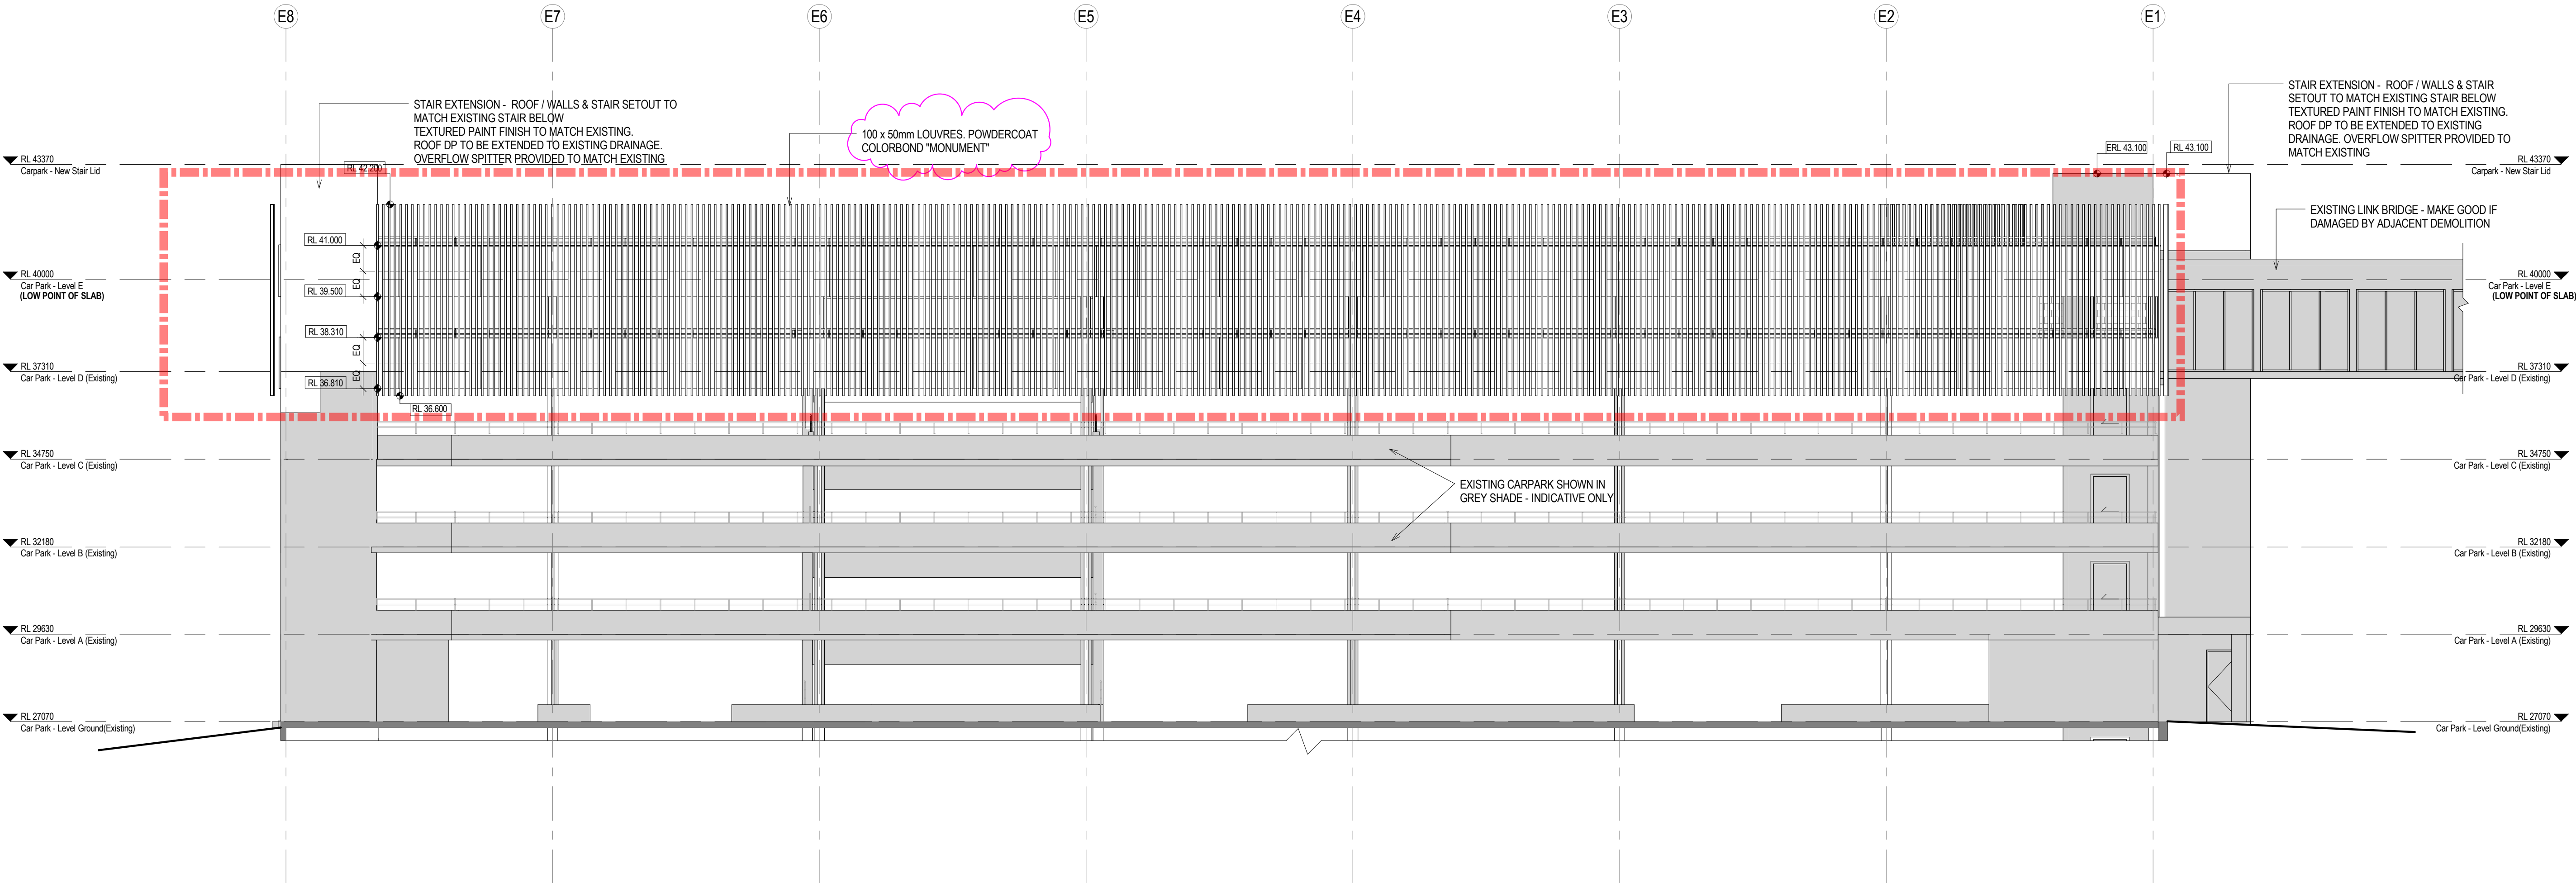 E8
E7
E6
E5
E4
E3
E2
E1
STAIR EXTENSION - ROOF / WALLS & STAIR SETOUT TO
MATCH EXISTING STAIR BELOW
TEXTURED PAINT FINISH TO MATCH EXISTING.
ROOF DP TO BE EXTENDED TO EXISTING DRAINAGE.
OVERFLOW SPITTER PROVIDED TO MATCH EXISTING
100 x 50mm LOUVRES. POWDERCOAT
COLORBOND "MONUMENT"
STAIR EXTENSION - ROOF / WALLS & STAIR
SETOUT TO MATCH EXISTING STAIR BELOW
TEXTURED PAINT FINISH TO MATCH EXISTING.
ROOF DP TO BE EXTENDED TO EXISTING
DRAINAGE. OVERFLOW SPITTER PROVIDED TO
MATCH EXISTING
EXISTING LINK BRIDGE - MAKE GOOD IF
DAMAGED BY ADJACENT DEMOLITION
RL 43370
Carpark - New Stair Lid
RL 40000
Car Park - Level E
(LOW POINT OF SLAB)
RL 37310
Car Park - Level D (Existing)
RL 34750
Car Park - Level C (Existing)
RL 32180
Car Park - Level B (Existing)
RL 29630
Car Park - Level A (Existing)
RL 27070
Car Park - Level Ground(Existing)
RL 42.200
RL 41.000
EQ
EQ
RL 39.500
RL 38.310
EQ
EQ
RL 36.810
RL 36.600
ERL 43.100
RL 43.100
EXISTING CARPARK SHOWN IN
GREY SHADE - INDICATIVE ONLY
RL 43370
Carpark - New Stair Lid
RL 40000
Car Park - Level E
(LOW POINT OF SLAB)
RL 37310
Car Park - Level D (Existing)
RL 34750
Car Park - Level C (Existing)
RL 32180
Car Park - Level B (Existing)
RL 29630
Car Park - Level A (Existing)
RL 27070
Car Park - Level Ground(Existing)